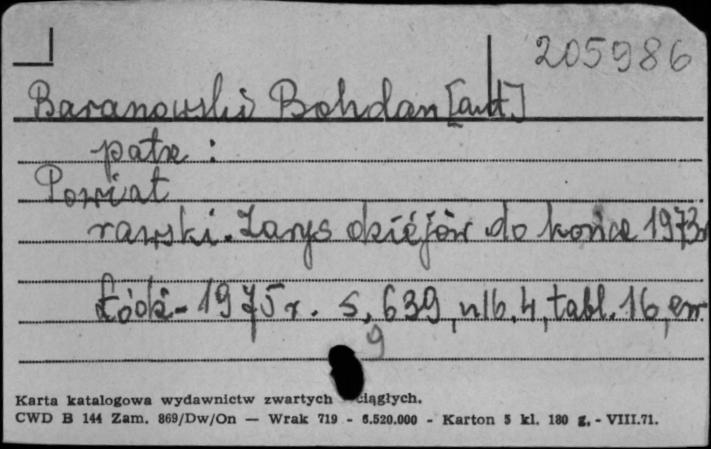 205986
Baranowski Bohdan [aut.]
patrz :
Powiat
rawski. Zarys dziejów do końca 1973r
Łódź - 1975 r. s. 639, nlb. 4, tabl. 16, err
9
Karta katalogowa wydawnictw zwartych ciągłych.
CWD B 144 Zam. 869/Dw/On — Wrak 719 - 6.520.000 - Karton 5 kl. 180 g. - VIII.71.